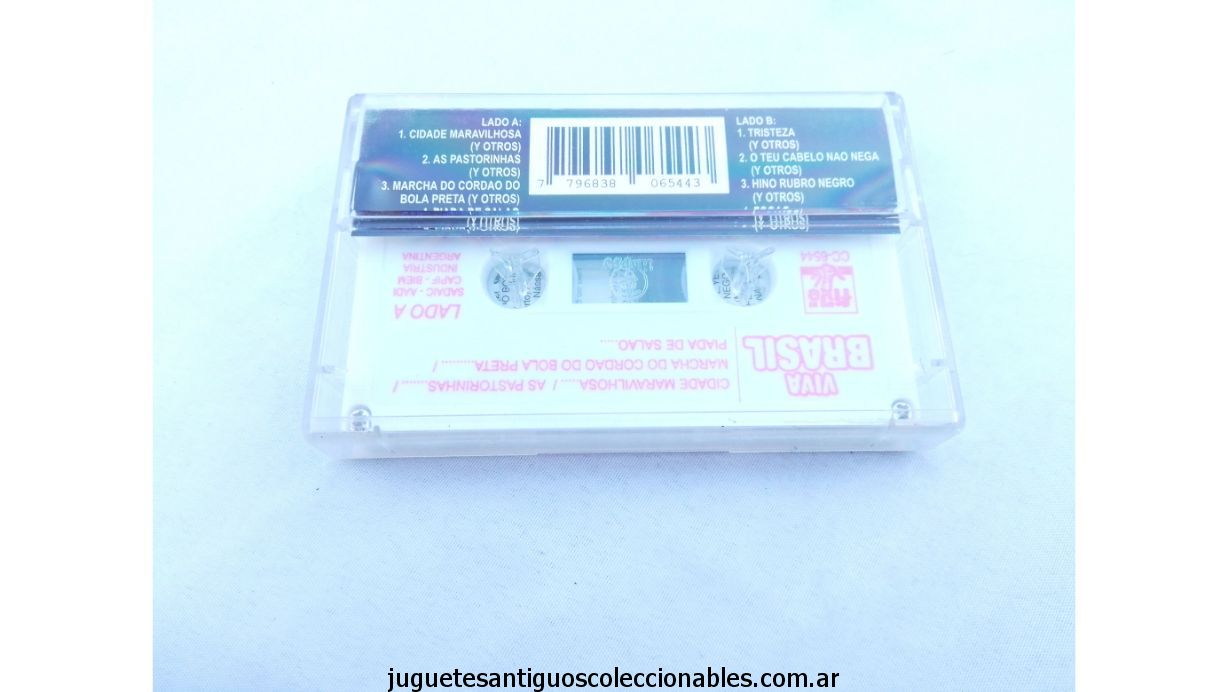 LADO A:
1. CIDADE MARAVILHOSA
(Y OTROS)
2. AS PASTORINHAS
(Y OTROS)
3. MARCHA DO CORDAO DO
BOLA PRETA (Y OTROS)
(Y OTROS)
7 796838 065443
LADO B:
1. TRISTEZA
(Y OTROS)
2. O TEU CABELO NAO NEGA
(Y OTROS)
3. HINO RUBRO NEGRO
(Y OTROS)
(Y OTROS)
VIVA
BRASIL
CIDADE MARAVILHOSA..... / AS PASTORINHAS....... /
MARCHA DO CORDAO DO BOLA PRETA......... /
PIADA DE SALAO.....
LADO A
SADAIC - AADI
CAPIF - BIEM
INDUSTRIA
ARGENTINA
CC-6544
juguetesantiguoscoleccionables.com.ar